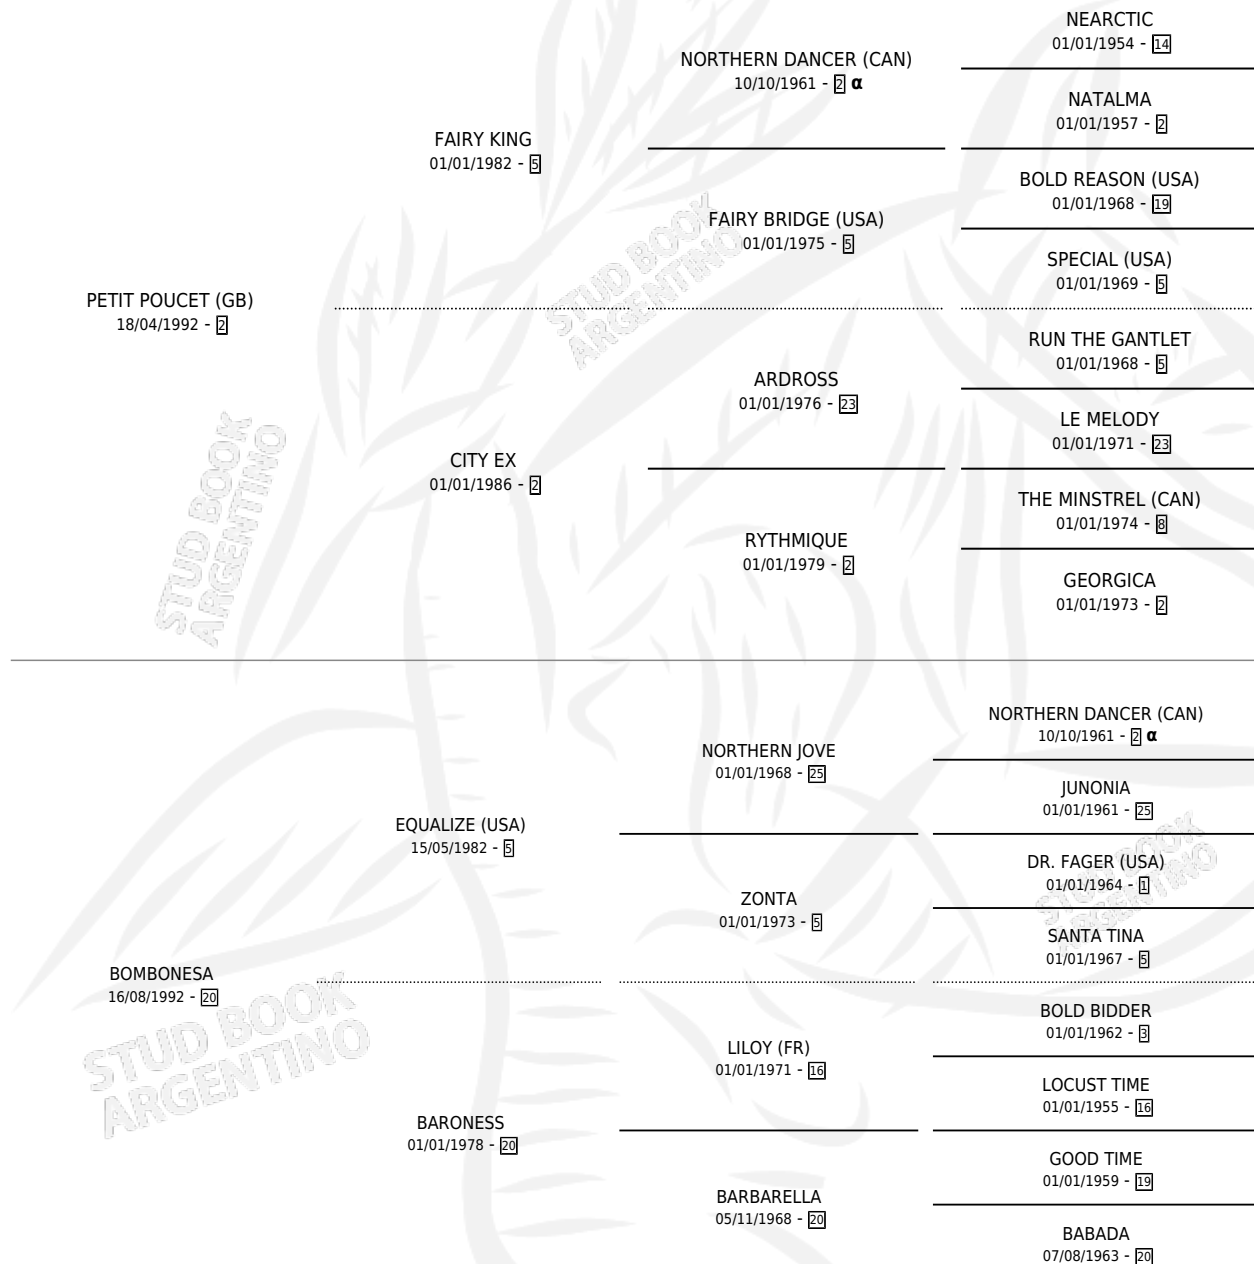 NEARCTIC
01/01/1954 - 14
NORTHERN DANCER (CAN)
10/10/1961 - 2 α
NATALMA
01/01/1957 - 2
FAIRY KING
01/01/1982 - 5
BOLD REASON (USA)
01/01/1968 - 19
FAIRY BRIDGE (USA)
01/01/1975 - 5
SPECIAL (USA)
01/01/1969 - 5
PETIT POUCET (GB)
18/04/1992 - 2
RUN THE GANTLET
01/01/1968 - 5
ARDROSS
01/01/1976 - 23
LE MELODY
01/01/1971 - 23
CITY EX
01/01/1986 - 2
THE MINSTREL (CAN)
01/01/1974 - 8
RYTHMIQUE
01/01/1979 - 2
GEORGICA
01/01/1973 - 2
NORTHERN DANCER (CAN)
10/10/1961 - 2 α
NORTHERN JOVE
01/01/1968 - 25
JUNONIA
01/01/1961 - 25
EQUALIZE (USA)
15/05/1982 - 5
DR. FAGER (USA)
01/01/1964 - 1
ZONTA
01/01/1973 - 5
SANTA TINA
01/01/1967 - 5
BOMBONESA
16/08/1992 - 20
BOLD BIDDER
01/01/1962 - 3
LILOY (FR)
01/01/1971 - 16
LOCUST TIME
01/01/1955 - 16
BARONESS
01/01/1978 - 20
GOOD TIME
01/01/1959 - 19
BARBARELLA
05/11/1968 - 20
BABADA
07/08/1963 - 20
STUD BOOK
ARGENTINO
STUD BOOK
ARGENTINO
STUD BOOK
ARGENTINO
STUD BOOK
ARGENTINO